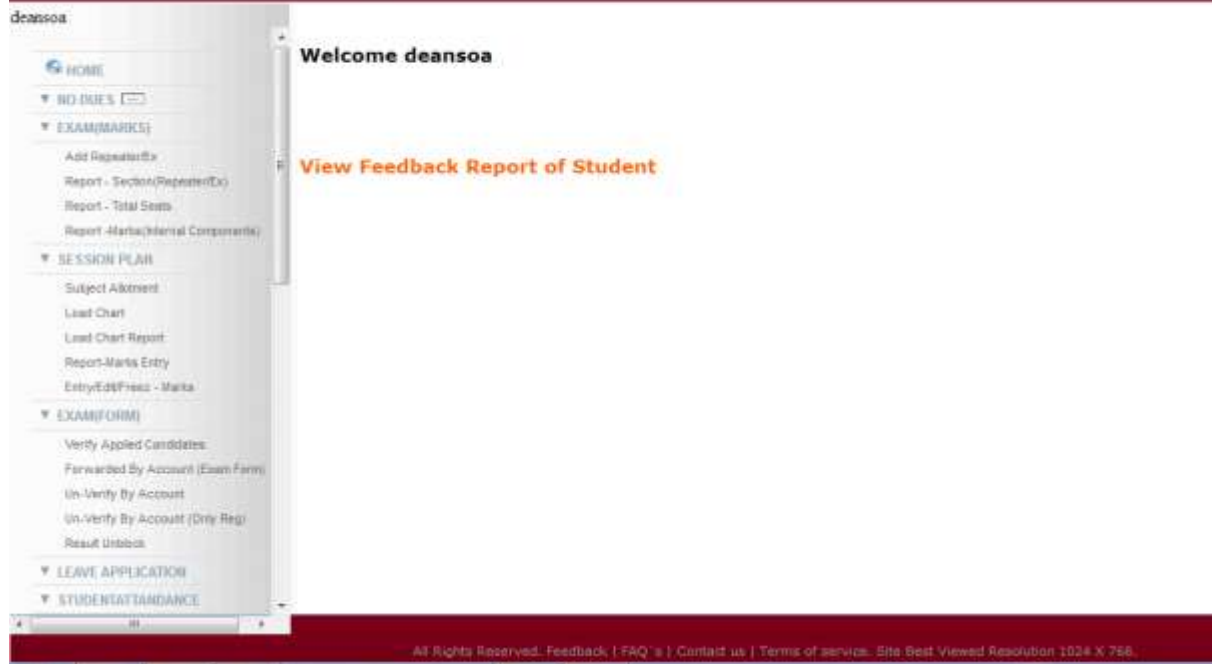 deansoa
HOME
NO DUES
EXAM(MARKS)
Add Repeater/Ex
Report - Section(Repeater/Ex)
Report - Total Seats
Report -Marks(Internal Components)
SESSION PLAN
Subject Allotment
Load Chart
Load Chart Report
Report-Marks Entry
Entry/Edit/Freez - Marks
EXAM(FORM)
Verify Applied Candidates
Forwarded By Account (Exam Form)
Un-Verify By Account
Un-Verify By Account (Only Reg)
Result Unblock
LEAVE APPLICATION
STUDENTATTANDANCE
Welcome deansoa
View Feedback Report of Student
All Rights Reserved. Feedback | FAQ`s | Contact us | Terms of service. Site Best Viewed Resolution 1024 X 768.